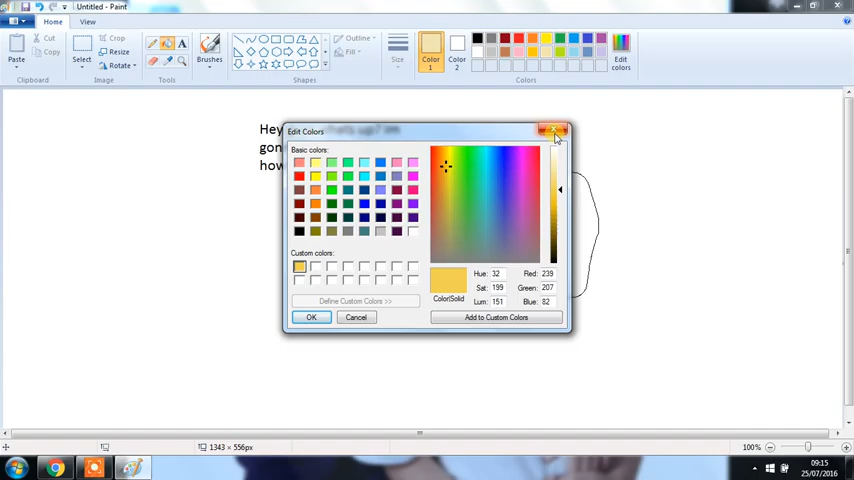 Untitled - Paint
Home View
Cut
Copy
Paste
Clipboard
Select
Crop
Resize
Rotate
Image
Tools
Brushes
Outline
Fill
Shapes
Size
Color 1
Color 2
Edit colors
Colors
Hey whats up? im
gon
how
Edit Colors
Basic colors:
Custom colors:
Define Custom Colors >>
OK Cancel
Color|Solid
Hue: 32 Red: 239
Sat: 199 Green: 207
Lum: 151 Blue: 82
Add to Custom Colors
1343 × 556px
100%
09:15
25/07/2016